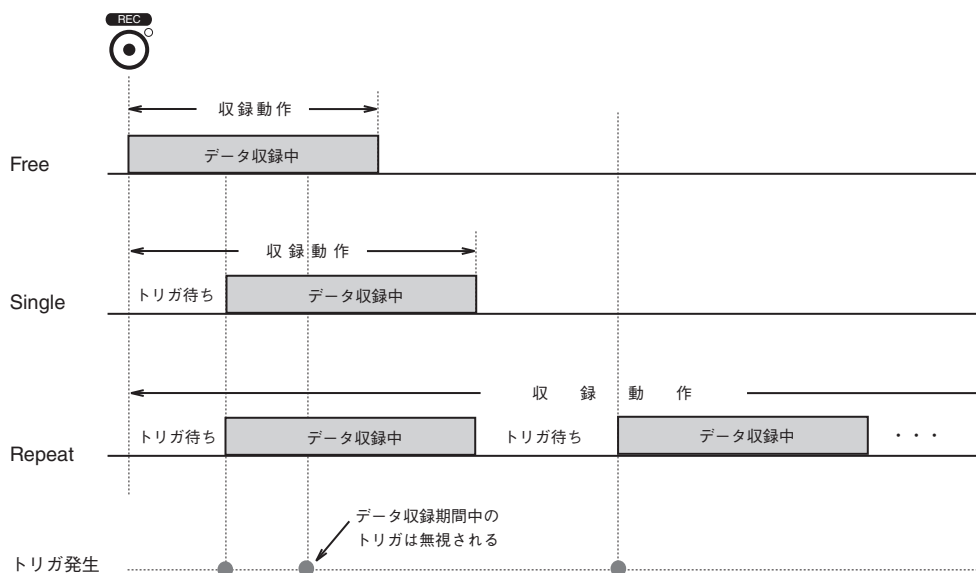 REC
収録動作
データ収録中
Free
収録動作
トリガ待ち
データ収録中
Single
収録動作
トリガ待ち
データ収録中
トリガ待ち
データ収録中
・・・
Repeat
データ収録期間中の
トリガは無視される
トリガ発生